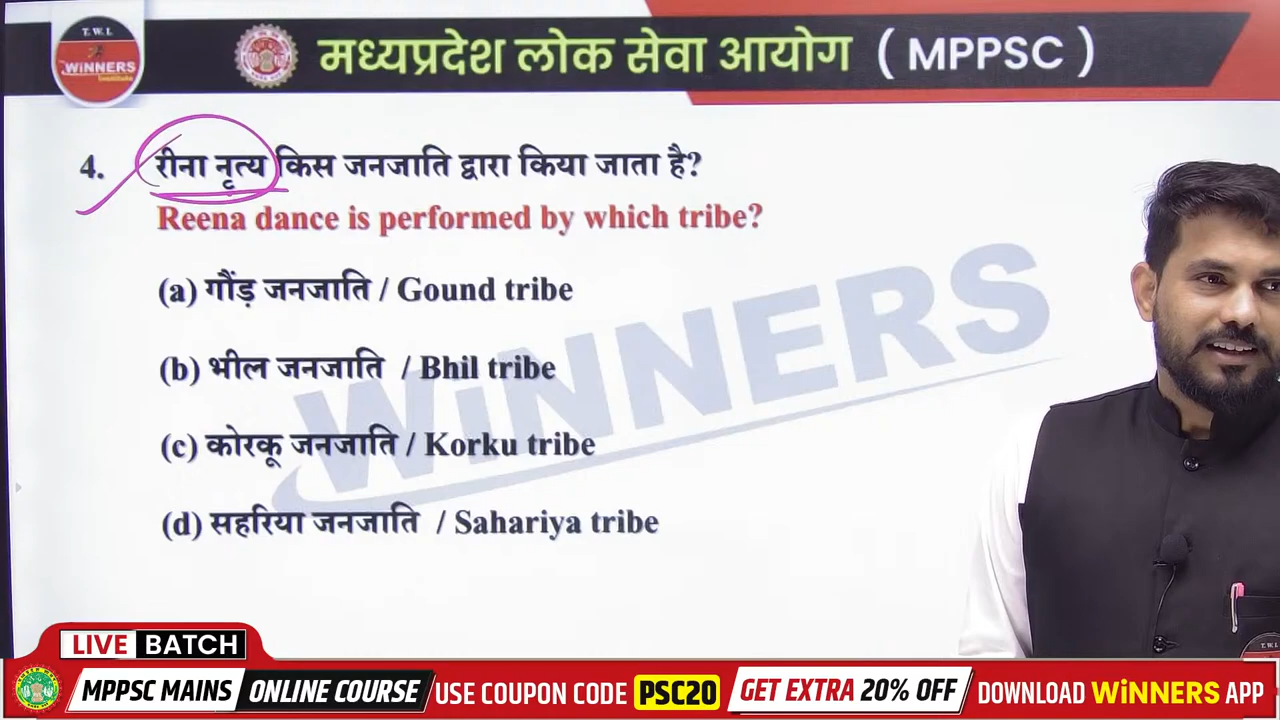 T. W. I.
WiNNERS
Institute
मध्यप्रदेश लोक सेवा आयोग ( MPPSC )
4. रीना नृत्य किस जनजाति द्वारा किया जाता है?
Reena dance is performed by which tribe?
(a) गौंड़ जनजाति / Gound tribe
(b) भील जनजाति / Bhil tribe
(c) कोरकू जनजाति / Korku tribe
(d) सहरिया जनजाति / Sahariya tribe
WiNNERS
T.W.I.
LIVE BATCH
MPPSC MAINS ONLINE COURSE USE COUPON CODE PSC20 GET EXTRA 20% OFF DOWNLOAD WiNNERS APP